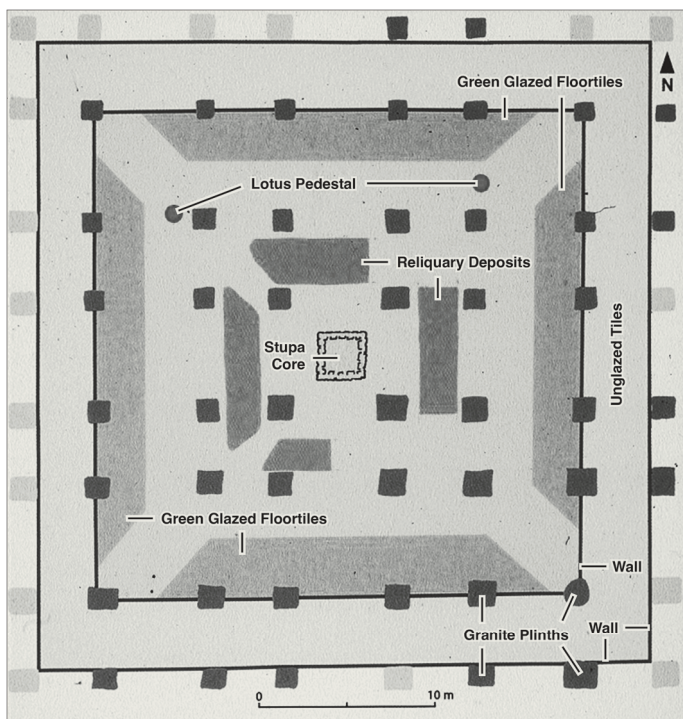 Green Glazed Floortiles
N
Lotus Pedestal
Reliquary Deposits
Stupa
Core
Unglazed Tiles
Green Glazed Floortiles
Wall
Granite Plinths
Wall
0
10 m